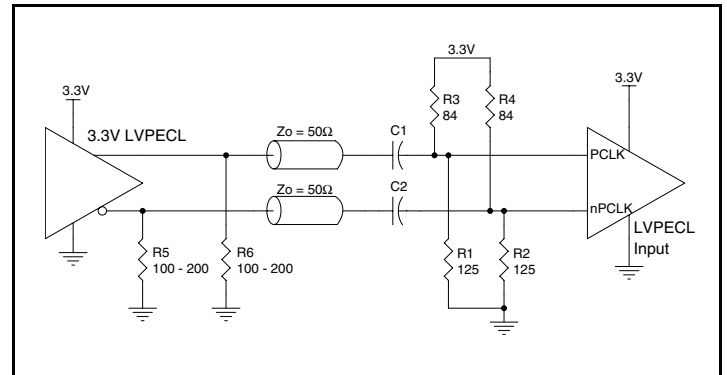 3.3V
3.3V LVPECL
R5
100 - 200
R6
100 - 200
Zo = 50Ω
Zo = 50Ω
C1
C2
3.3V
R3
84
R4
84
R1
125
R2
125
3.3V
PCLK
nPCLK
LVPECL
Input